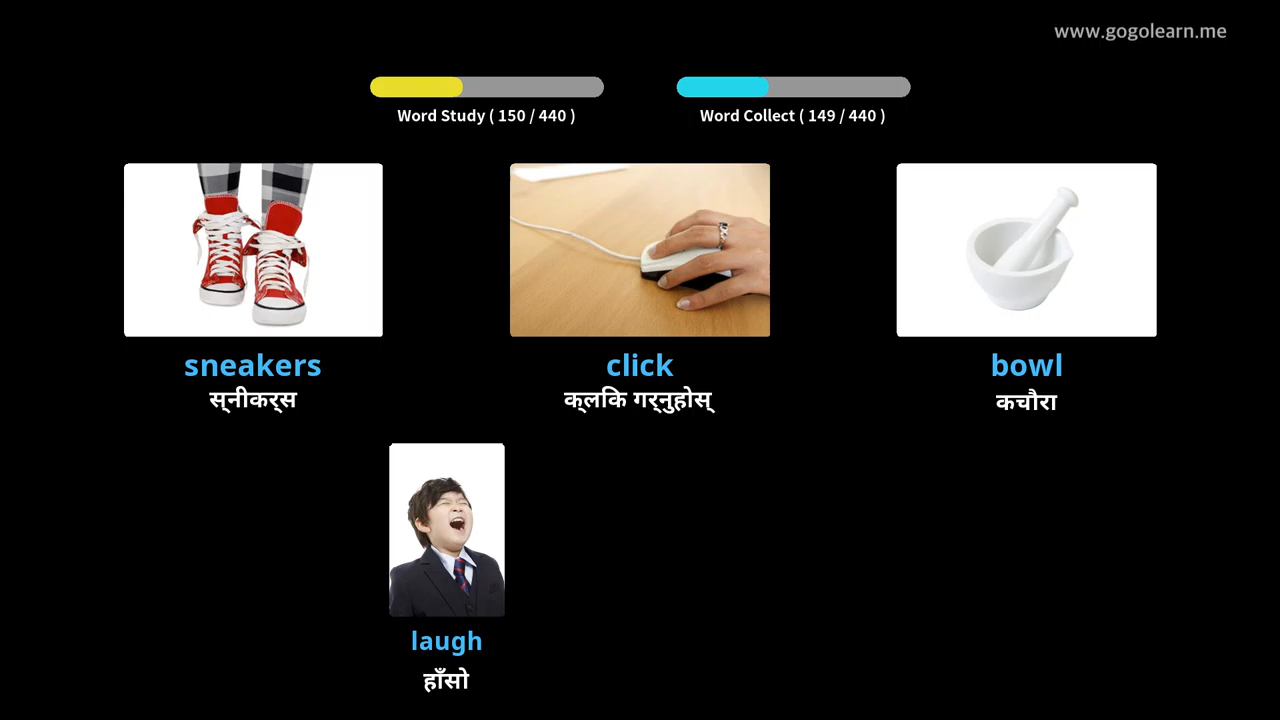 www.gogolearn.me
Word Study ( 150 / 440 )
Word Collect ( 149 / 440 )
sneakers
स्नीकर्स
click
क्लकि गर्नुहोस्
bowl
कचौरा
laugh
हाँसो